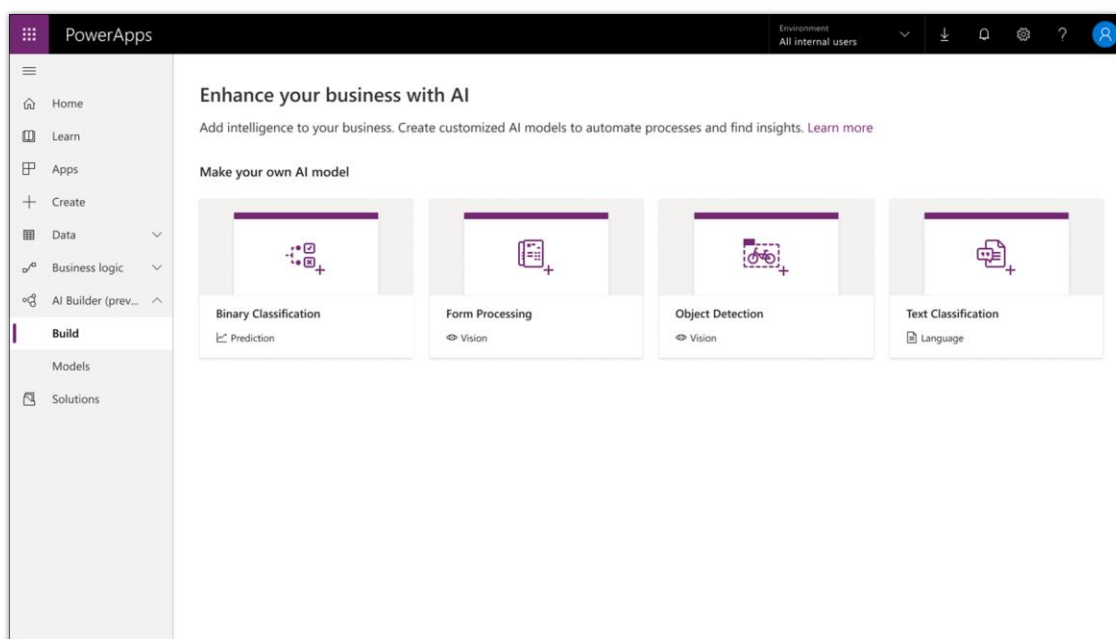 PowerApps
Environment
All internal users
?
Home
Learn
Apps
Create
Data
Business logic
AI Builder (prev...
Build
Models
Solutions
Enhance your business with AI
Add intelligence to your business. Create customized AI models to automate processes and find insights. Learn more
Make your own AI model
Binary Classification
Prediction
Form Processing
Vision
Object Detection
Vision
Text Classification
Language